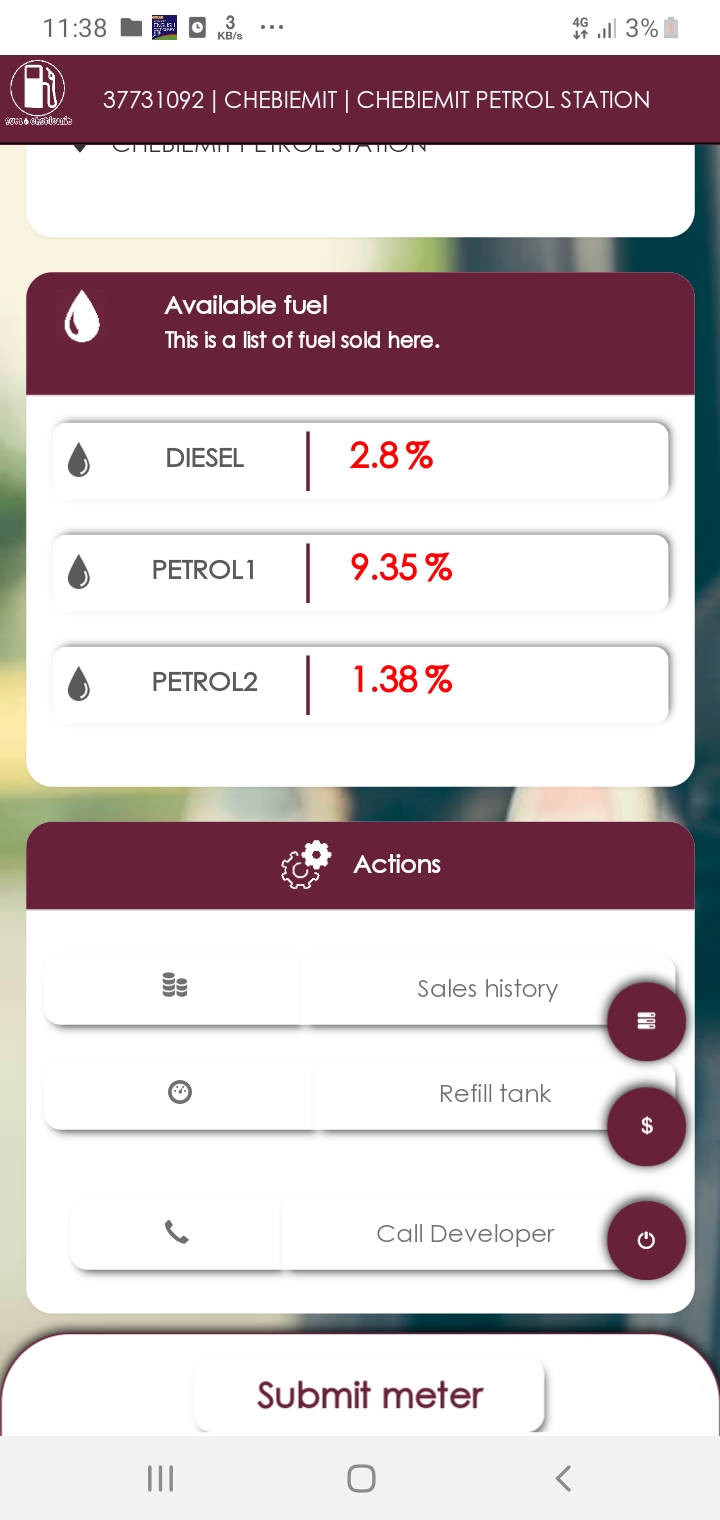 11:38
3
KB/s
4G
3%
37731092 | CHEBIEMIT | CHEBIEMIT PETROL STATION
CHEBIEMIT PETROL STATION
Available fuel
This is a list of fuel sold here.
DIESEL
2.8 %
PETROL1
9.35 %
PETROL2
1.38 %
Actions
Sales history
Refill tank
$
Call Developer
Submit meter